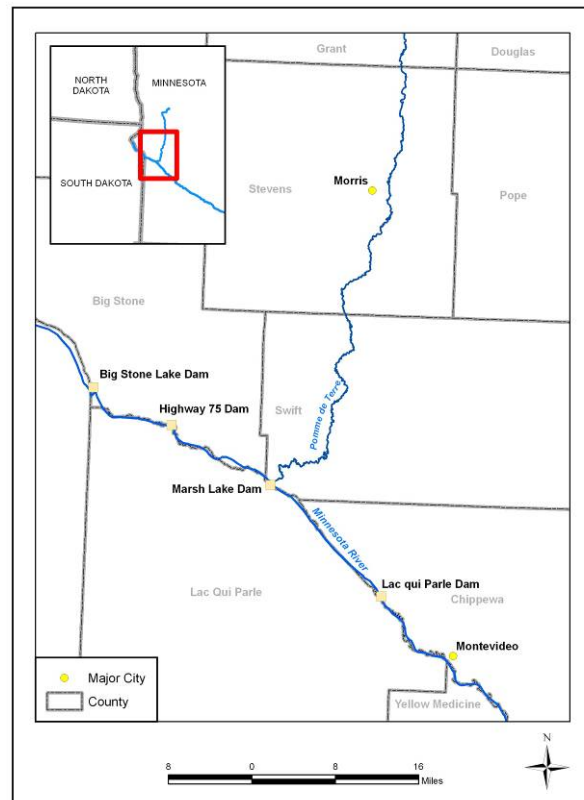 Grant
Douglas
NORTH
DAKOTA
MINNESOTA
SOUTH DAKOTA
Morris
Stevens
Pope
Big Stone
Big Stone Lake Dam
Highway 75 Dam
Swift
Pomme de Terre
Marsh Lake Dam
Minnesota River
Lac qui Parle Dam
Lac Qui Parle
Chippewa
Montevideo
Major City
County
Yellow Medicine
N
8 0 8 16
Miles